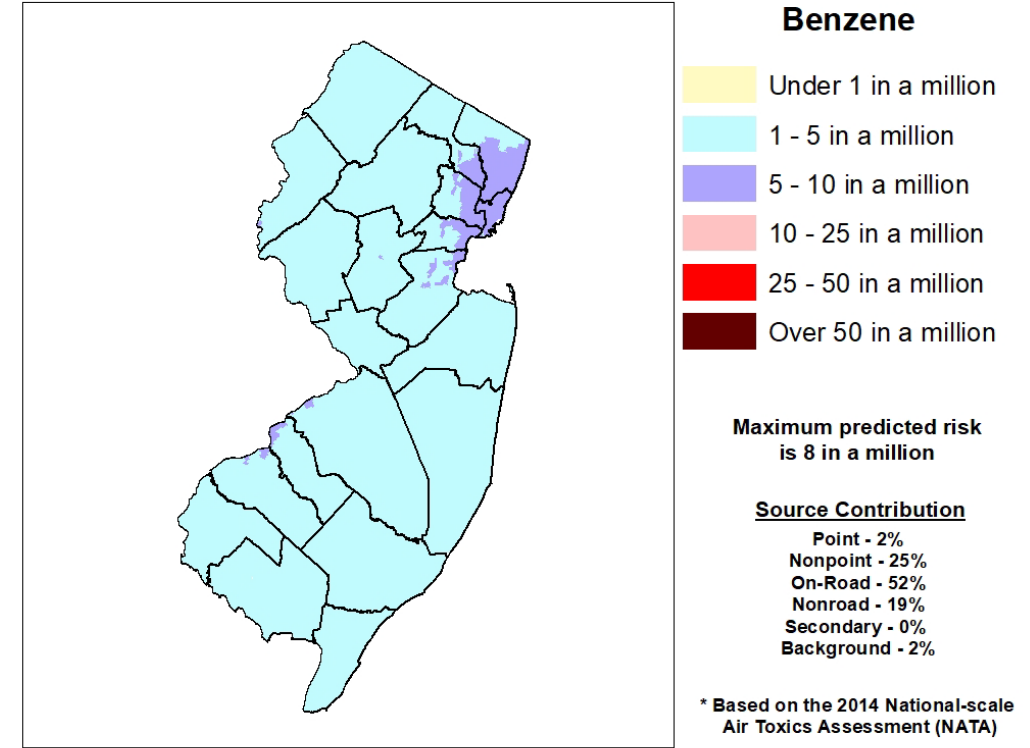 Benzene
Under 1 in a million
1 - 5 in a million
5 - 10 in a million
10 - 25 in a million
25 - 50 in a million
Over 50 in a million
Maximum predicted risk
is 8 in a million
Source Contribution
Point - 2%
Nonpoint - 25%
On-Road - 52%
Nonroad - 19%
Secondary - 0%
Background - 2%
* Based on the 2014 National-scale
Air Toxics Assessment (NATA)